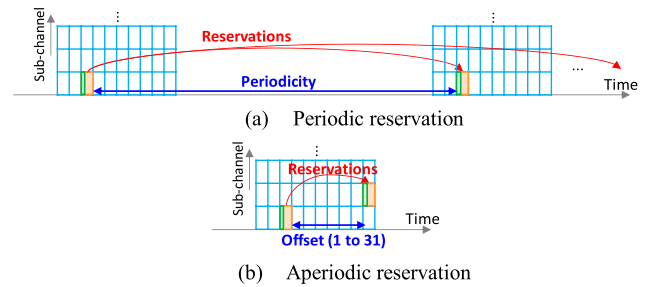 ...
Sub-channel
Reservations
...
Periodicity
...
Time
(a) Periodic reservation
...
Sub-channel
Reservations
Time
Offset (1 to 31)
(b) Aperiodic reservation